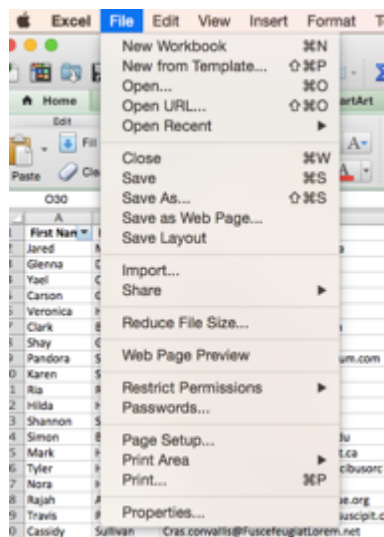 Excel File Edit View Insert Format
New Workbook ⌘N
New from Template... ⇧⌘P
Open... ⌘O
Open URL... ⇧⌘O
Open Recent
Close ⌘W
Save ⌘S
Save As... ⇧⌘S
Save as Web Page...
Save Layout
Import...
Share
Reduce File Size...
Web Page Preview
Restrict Permissions
Passwords...
Page Setup...
Print Area
Print... ⌘P
Properties...
Home
Edit
Paste
O30
A
First Nam
Jared
Glenna
Yael
Carson
Veronica
Clark
Shay
Pandora
Karen
Ria
Hilda
Shannon
Simon
Mark
Tyler
Nora
Rajah
Travis
Cassidy Sullivan Cras.convallis@FuscefeugiatLorem.net